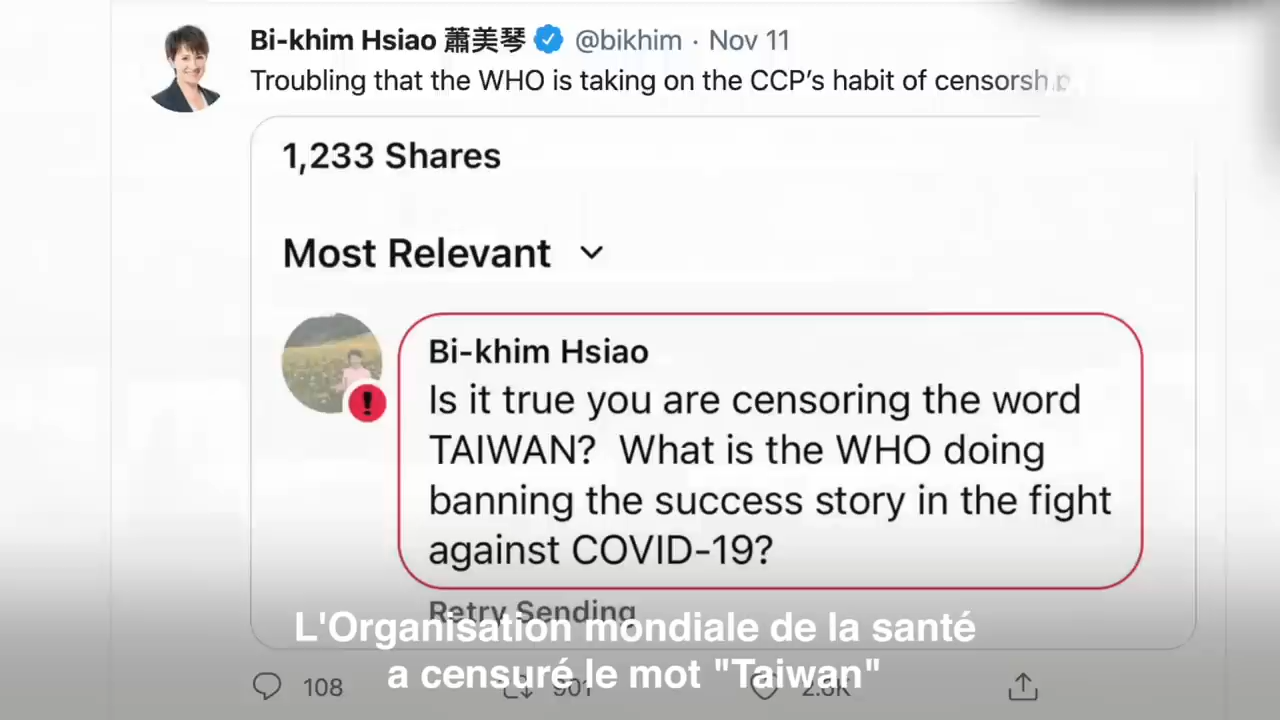 Bi-khim Hsiao 蕭美琴 @bikhim · Nov 11
Troubling that the WHO is taking on the CCP's habit of censorship
1,233 Shares
Most Relevant
Bi-khim Hsiao
Is it true you are censoring the word
TAIWAN? What is the WHO doing
banning the success story in the fight
against COVID-19?
Retry Sending
L'Organisation mondiale de la santé
a censuré le mot "Taiwan"
108 901 2.8K